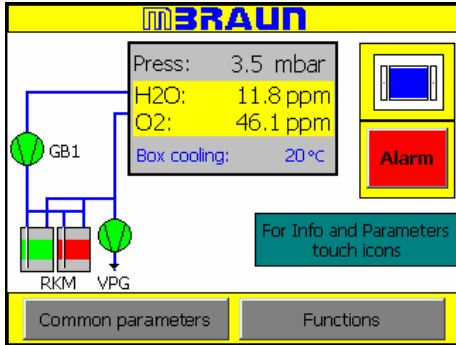 mBRAUN
Press: 3.5 mbar
H2O: 11.8 ppm
O2: 46.1 ppm
Box cooling: 20°C
GB1
Alarm
For Info and Parameters
touch icons
RKM VPG
Common parameters Functions